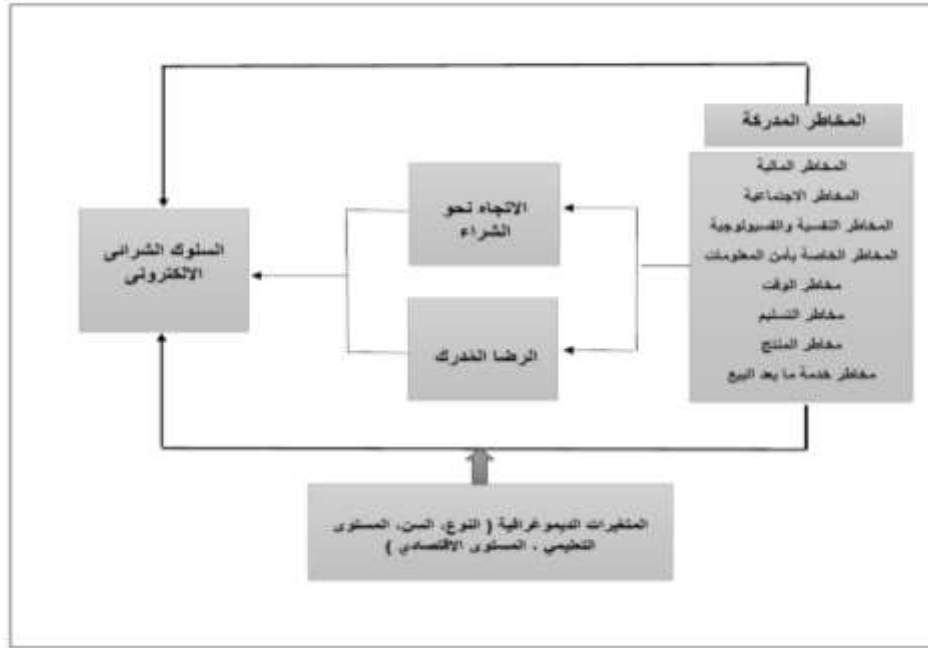 المخاطر المدركة
المخاطر المالية
المخاطر الاجتماعية
المخاطر النفسية والفسيولوجية
المخاطر الخاصة بأمن المعلومات
مخاطر الوقت
مخاطر التسليم
مخاطر المنتج
مخاطر خدمة ما بعد البيع
الاتجاه نحو
الشراء
الرضا المدرك
السلوك الشرائى
الالكترونى
المتغيرات الديموغرافية ( النوع، السن، المستوى
التعليمي ، المستوى الاقتصادي )